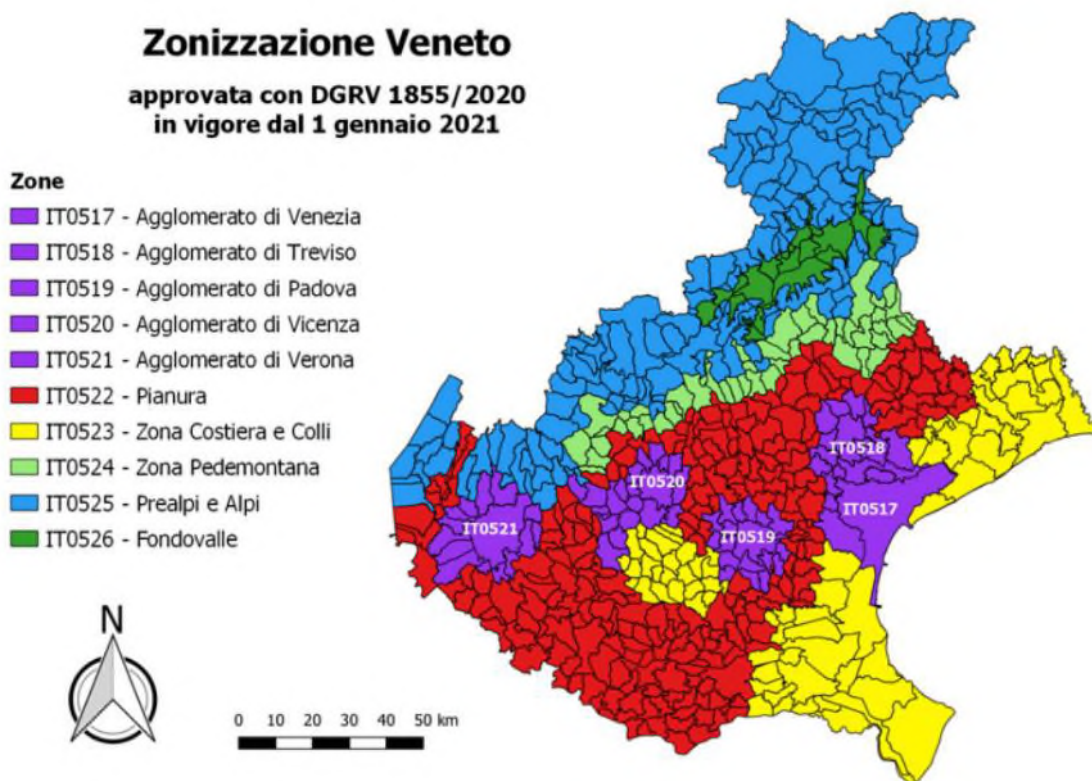 Zonizzazione Veneto
approvata con DGRV 1855/2020
in vigore dal 1 gennaio 2021
Zone
IT0517 - Agglomerato di Venezia
IT0518 - Agglomerato di Treviso
IT0519 - Agglomerato di Padova
IT0520 - Agglomerato di Vicenza
IT0521 - Agglomerato di Verona
IT0522 - Pianura
IT0523 - Zona Costiera e Colli
IT0524 - Zona Pedemontana
IT0525 - Prealpi e Alpi
IT0526 - Fondovalle
IT0518
IT0520
IT0517
IT0521
IT0519
N
0 10 20 30 40 50 km